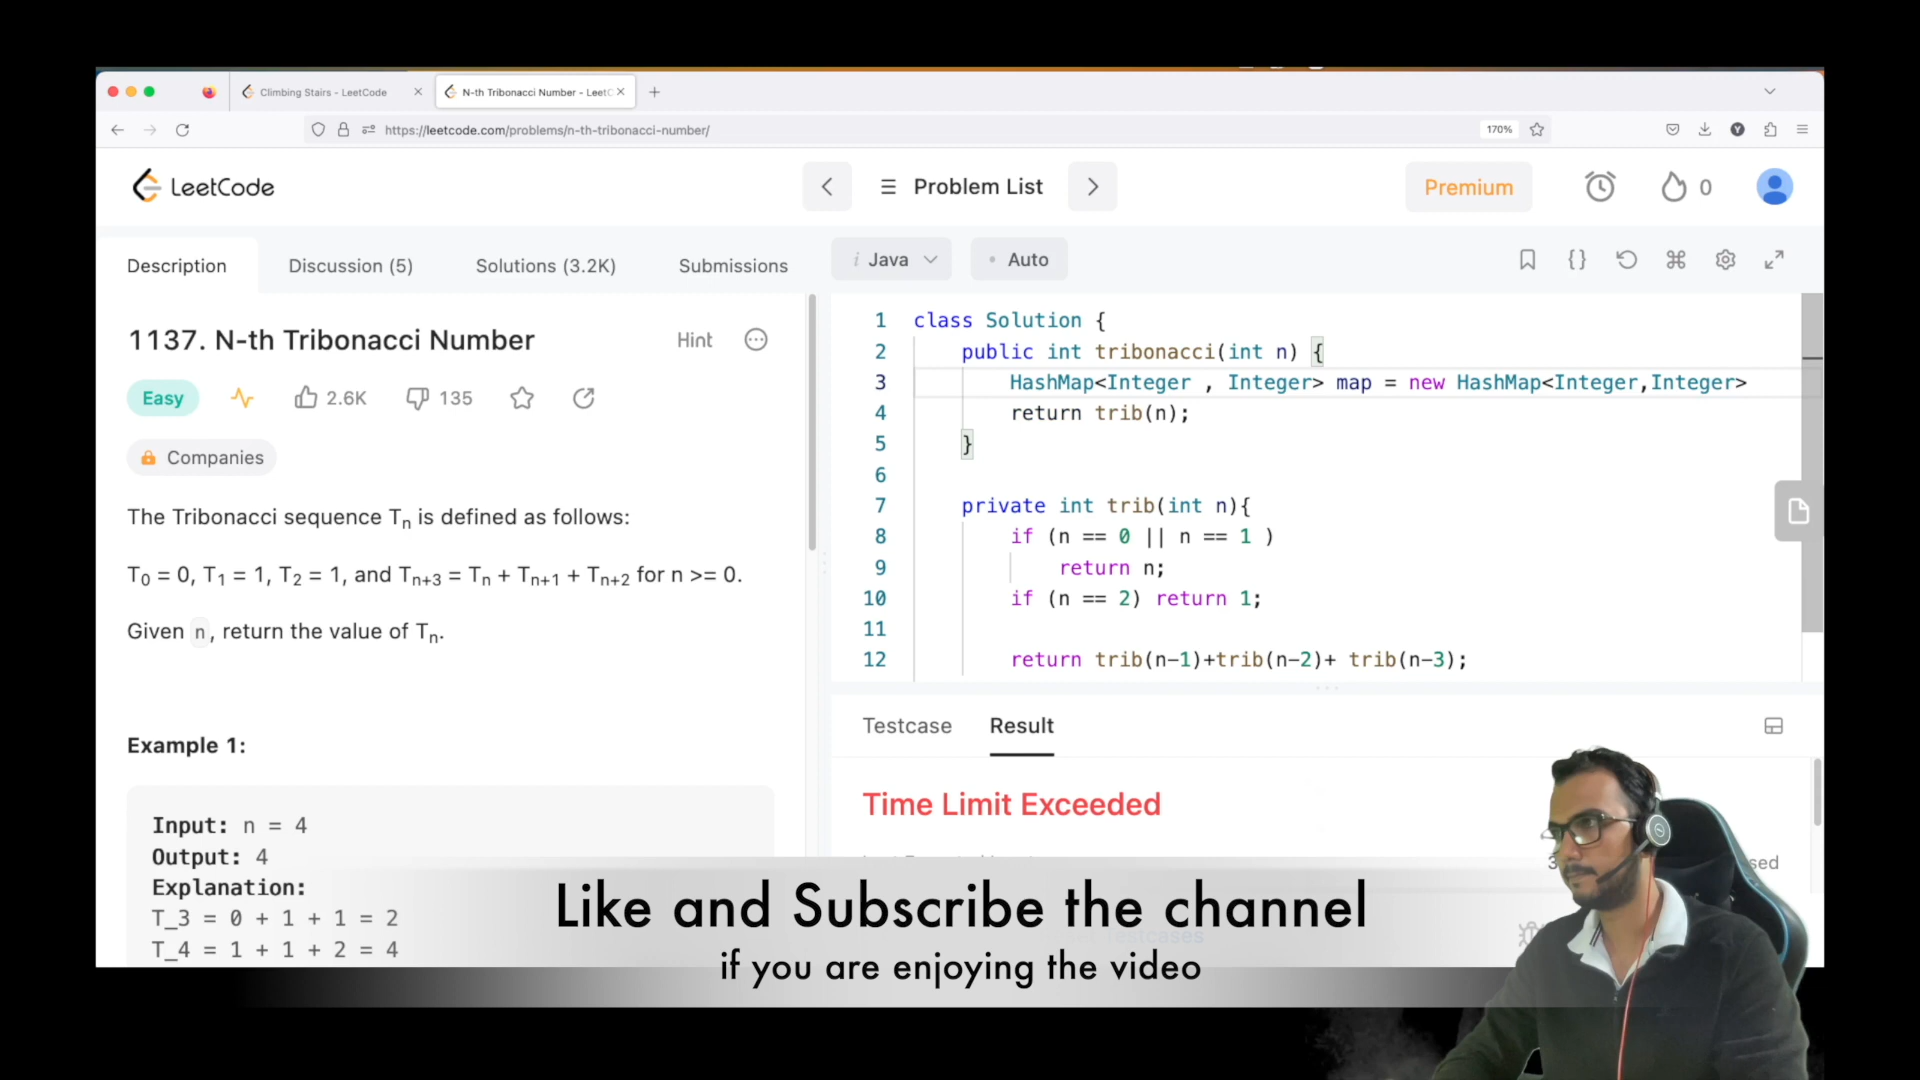 Climbing Stairs - LeetCode
N-th Tribonacci Number - LeetC
https://leetcode.com/problems/n-th-tribonacci-number/
170%
Y
LeetCode
Problem List
Premium
0
Description
Discussion (5)
Solutions (3.2K)
Submissions
i Java
• Auto
1137. N-th Tribonacci Number
Hint
Easy
2.6K
135
Companies
The Tribonacci sequence Tn is defined as follows:
T0 = 0, T1 = 1, T2 = 1, and Tn+3 = Tn + Tn+1 + Tn+2 for n >= 0.
Given n, return the value of Tn.
Example 1:
Input: n = 4
Output: 4
Explanation:
T_3 = 0 + 1 + 1 = 2
T_4 = 1 + 1 + 2 = 4
1 class Solution {
2 public int tribonacci(int n) {
3 HashMap<Integer , Integer> map = new HashMap<Integer,Integer>
4 return trib(n);
5 }
6
7 private int trib(int n){
8 if (n == 0 || n == 1 )
9 return n;
10 if (n == 2) return 1;
11
12 return trib(n-1)+trib(n-2)+ trib(n-3);
Testcase
Result
Time Limit Exceeded
Like and Subscribe the channel
if you are enjoying the video